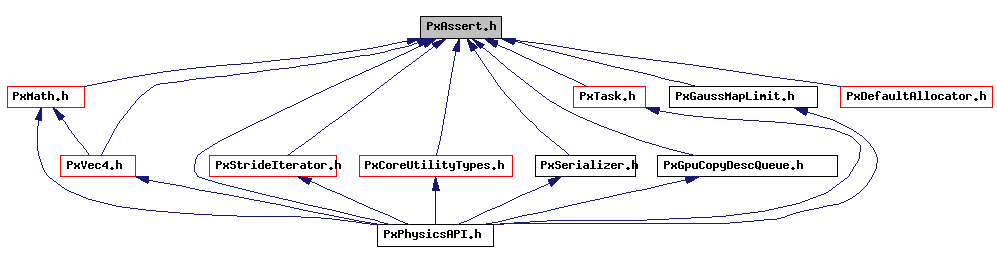 PxAssert.h
PxMath.h
PxTask.h
PxGaussMapLimit.h
PxDefaultAllocator.h
PxVec4.h
PxStrideIterator.h
PxCoreUtilityTypes.h
PxSerializer.h
PxGpuCopyDescQueue.h
PxPhysicsAPI.h